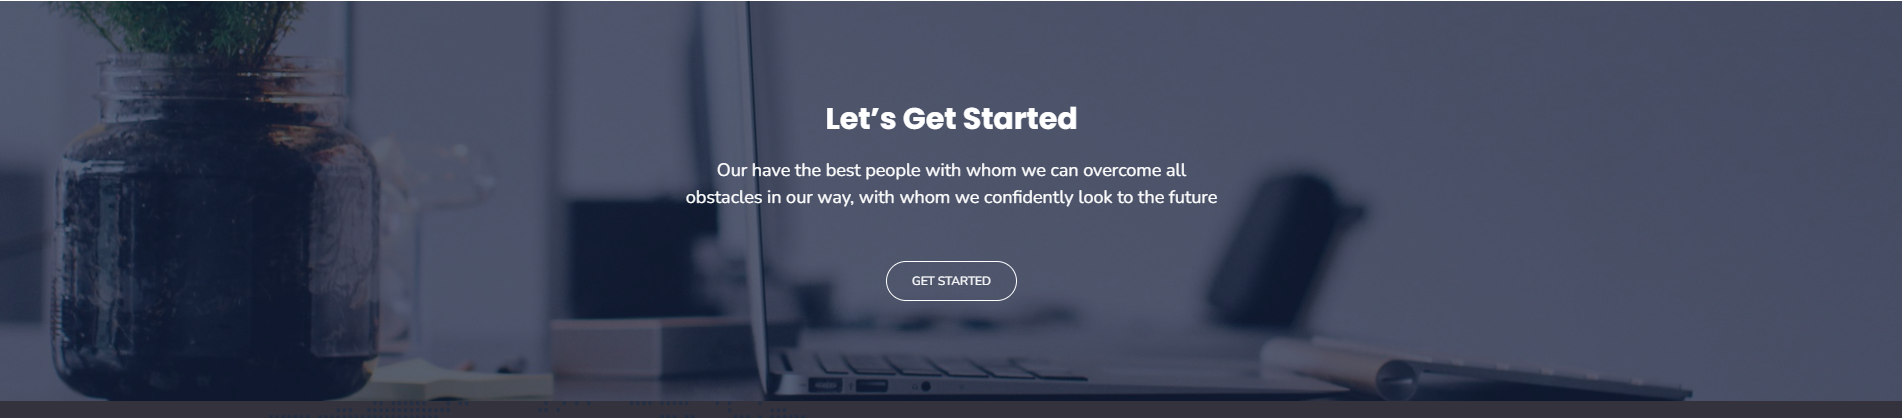 Let’s Get Started
Our have the best people with whom we can overcome all
obstacles in our way, with whom we confidently look to the future
GET STARTED